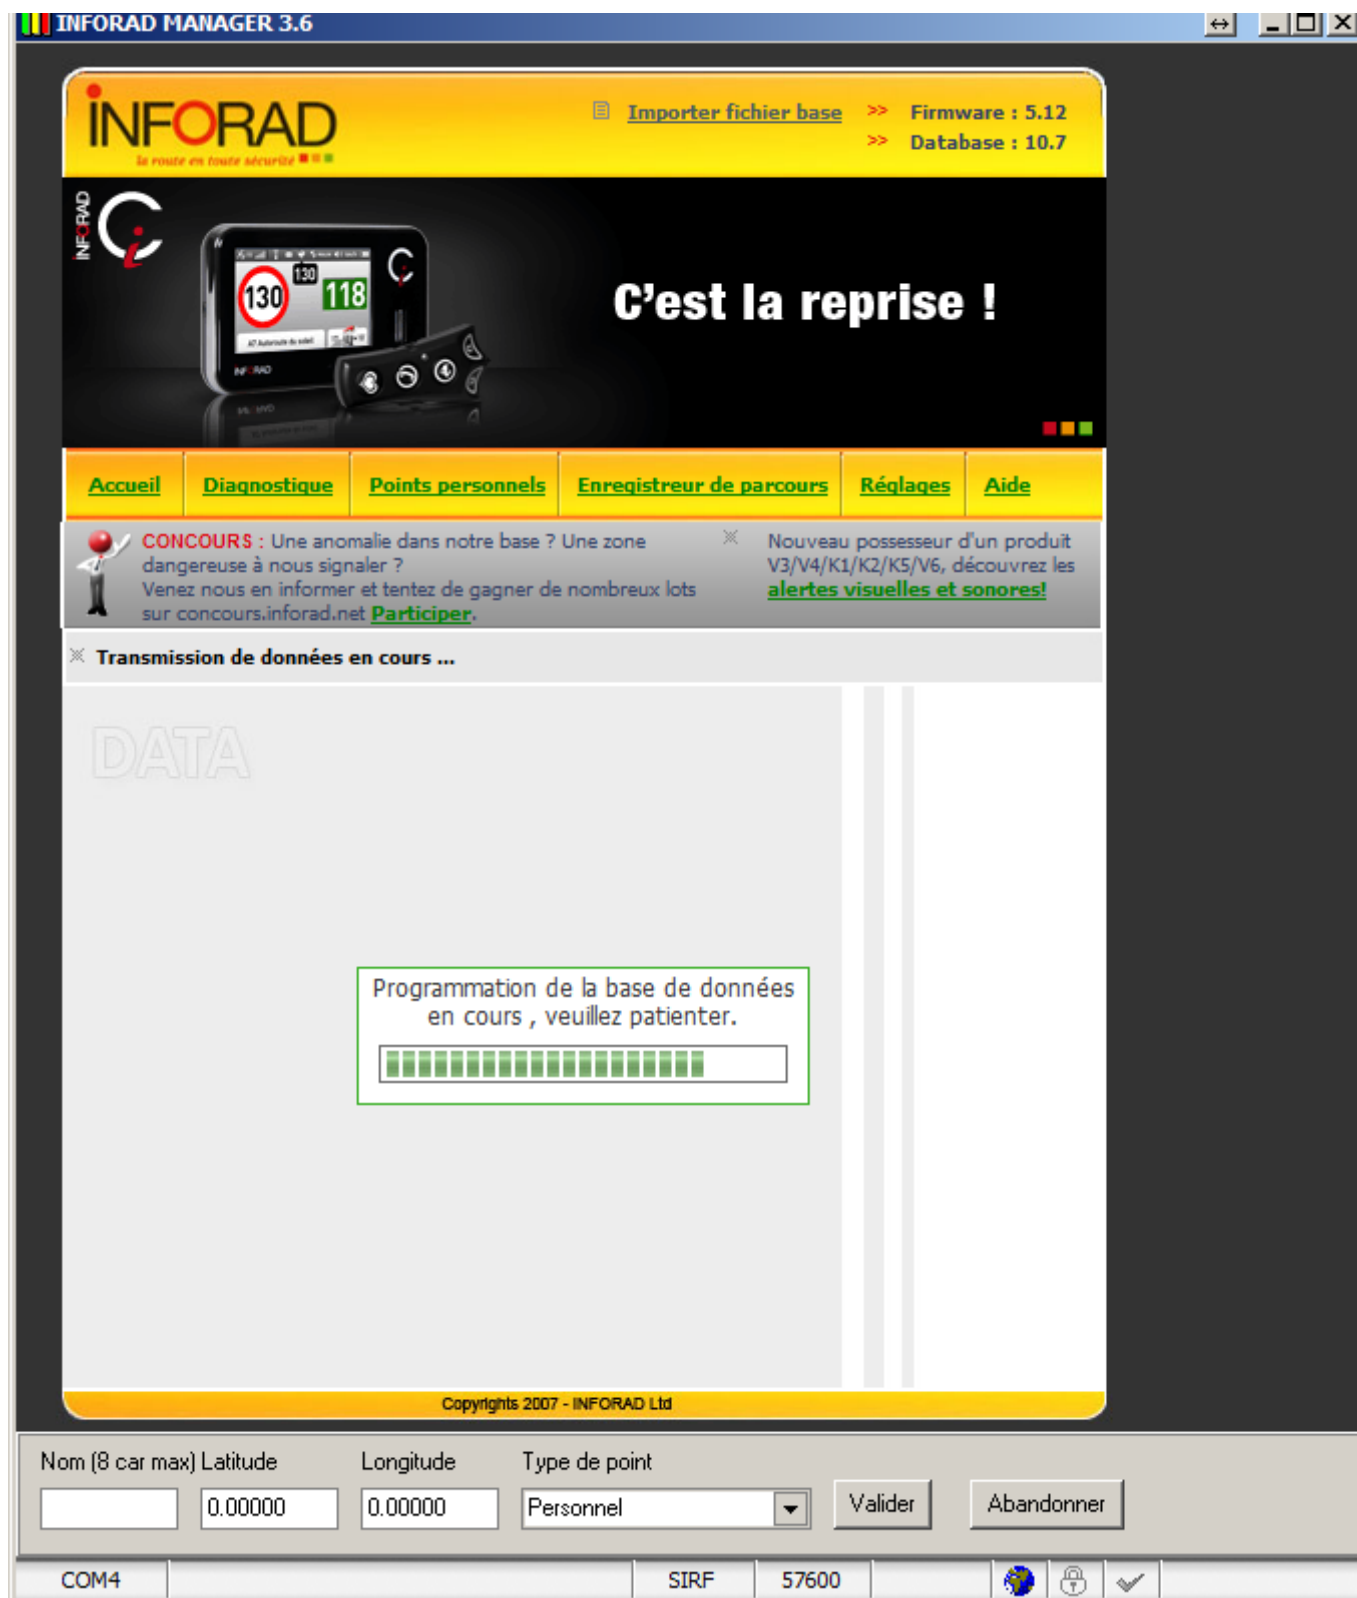 INFORAD MANAGER 3.6
INFORAD
la route en toute sécurité
Importer fichier base
>> Firmware : 5.12
>> Database : 10.7
INFORAD
130
130
118
A7 Autoroute du soleil
INFORAD
C'est la reprise !
Accueil
Diagnostique
Points personnels
Enregistreur de parcours
Réglages
Aide
CONCOURS : Une anomalie dans notre base ? Une zone
dangereuse à nous signaler ?
Venez nous en informer et tentez de gagner de nombreux lots
sur concours.inforad.net Participer.
Nouveau possesseur d'un produit
V3/V4/K1/K2/K5/V6, découvrez les
alertes visuelles et sonores!
Transmission de données en cours ...
DATA
Programmation de la base de données
en cours , veuillez patienter.
Copyrights 2007 - INFORAD Ltd
Nom (8 car max) Latitude Longitude Type de point
0.00000 0.00000 Personnel Valider Abandonner
COM4 SIRF 57600